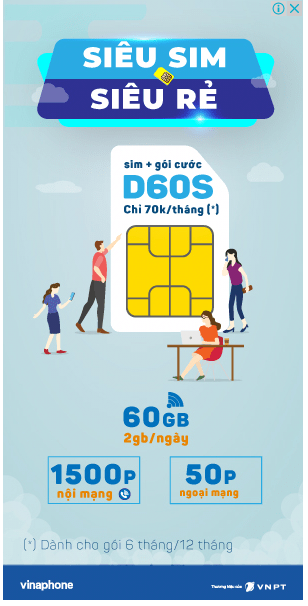 SIÊU SIM
SIÊU RẺ
sim + gói cước
D60S
Chỉ 70k/tháng (*)
60GB
2gb/ngày
1500P
nội mạng
50P
ngoại mạng
(*) Dành cho gói 6 tháng/12 tháng
vinaphone
Thương hiệu của VNPT